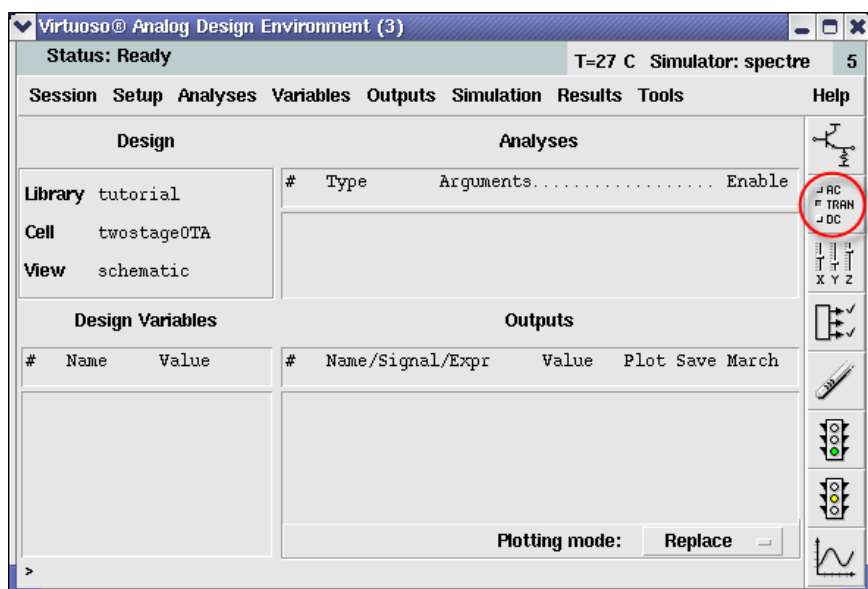 Virtuoso® Analog Design Environment (3)
Status: Ready
T=27 C Simulator: spectre 5
Session Setup Analyses Variables Outputs Simulation Results Tools Help
Design
Analyses
Library tutorial
Cell twostageOTA
View schematic
# Type Arguments................... Enable
AC
TRAN
DC
X Y Z
Design Variables
Outputs
# Name Value
# Name/Signal/Expr Value Plot Save March
Plotting mode: Replace
>